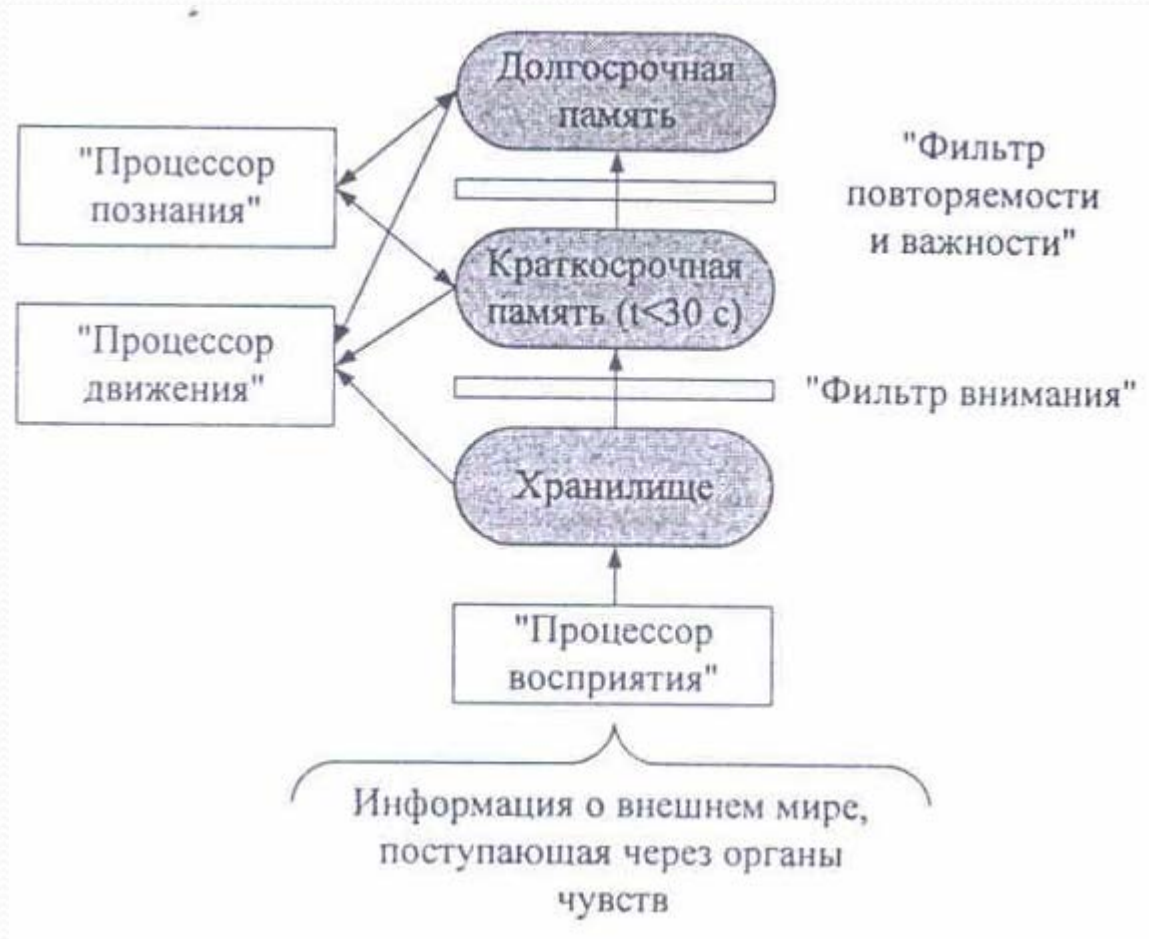 Долгосрочная
память
"Процессор
познания"
"Фильтр
повторяемости
и важности"
Краткосрочная
память (t<30 с)
"Процессор
движения"
"Фильтр внимания"
Хранилище
"Процессор
восприятия"
Информация о внешнем мире,
поступающая через органы
чувств